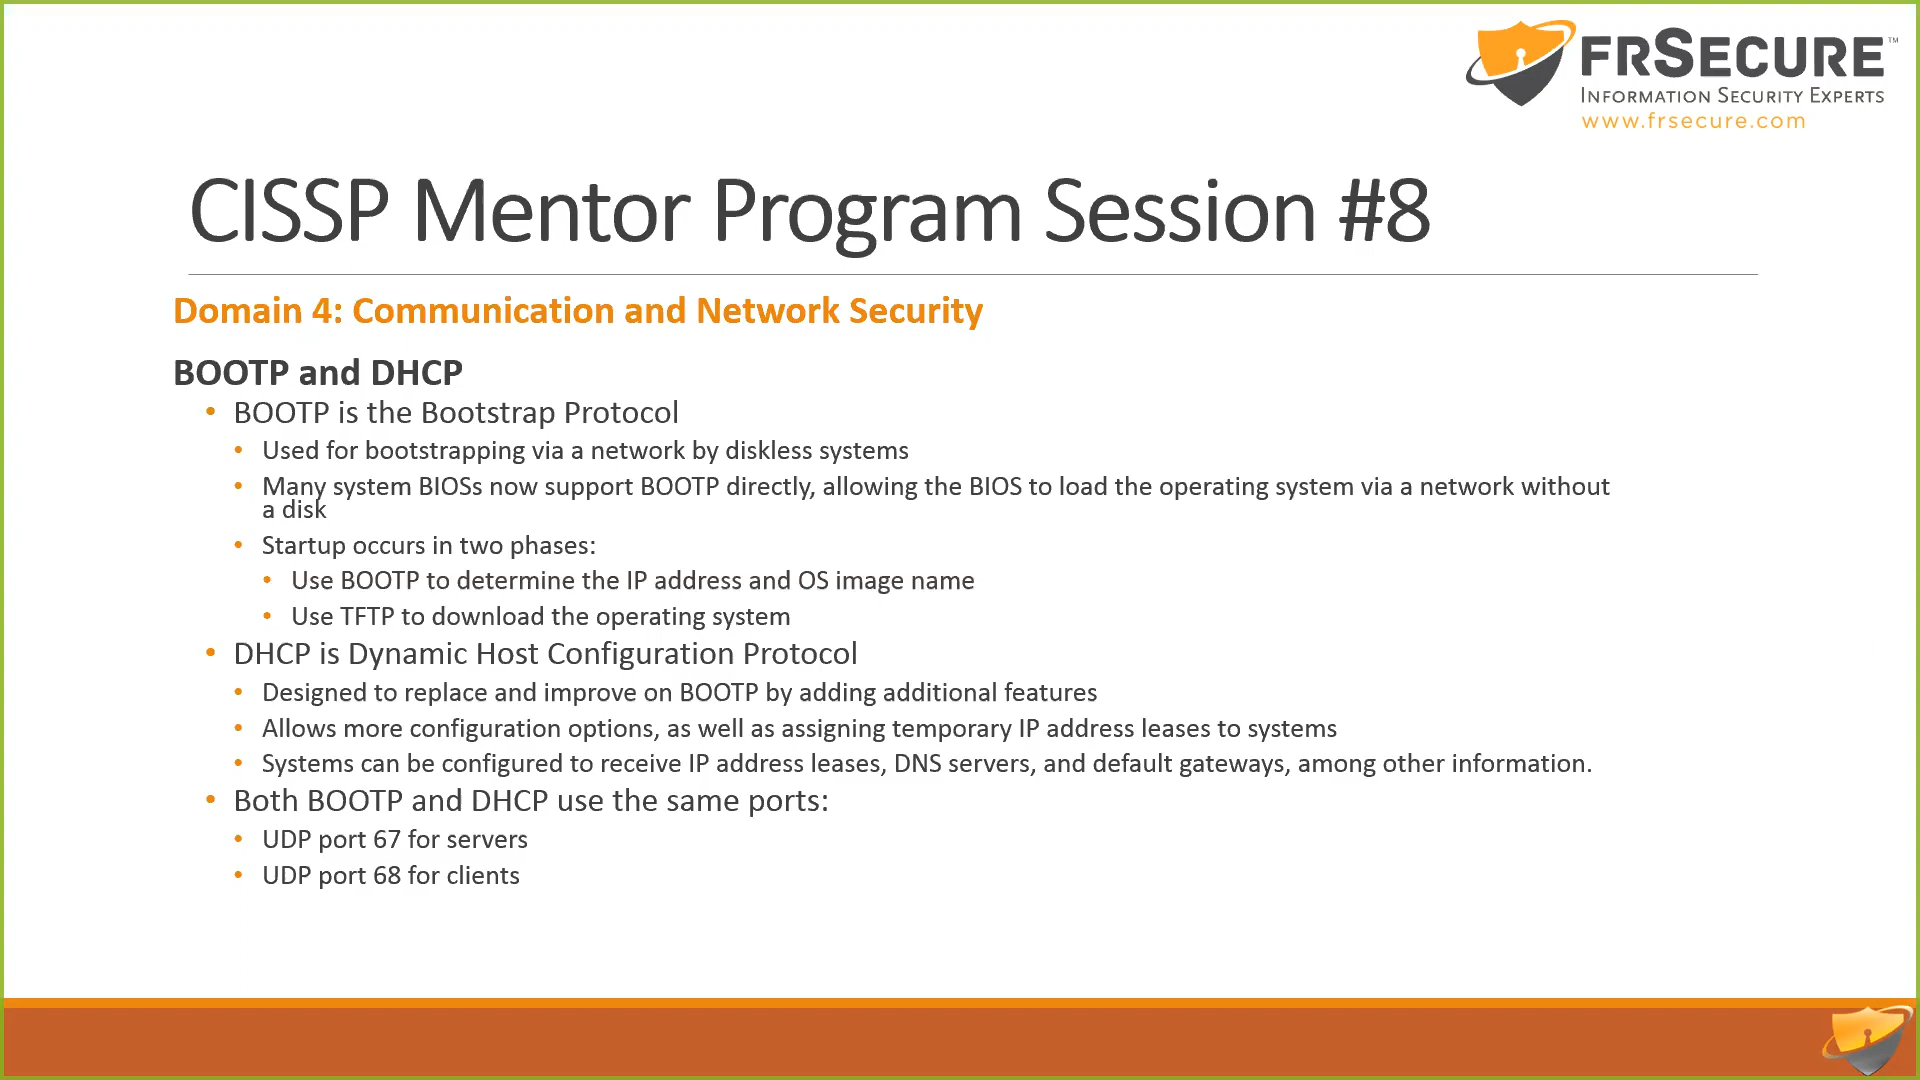 FRSECURE™
INFORMATION SECURITY EXPERTS
www.frsecure.com
CISSP Mentor Program Session #8
Domain 4: Communication and Network Security
BOOTP and DHCP
• BOOTP is the Bootstrap Protocol
• Used for bootstrapping via a network by diskless systems
• Many system BIOSs now support BOOTP directly, allowing the BIOS to load the operating system via a network without
a disk
• Startup occurs in two phases:
• Use BOOTP to determine the IP address and OS image name
• Use TFTP to download the operating system
• DHCP is Dynamic Host Configuration Protocol
• Designed to replace and improve on BOOTP by adding additional features
• Allows more configuration options, as well as assigning temporary IP address leases to systems
• Systems can be configured to receive IP address leases, DNS servers, and default gateways, among other information.
• Both BOOTP and DHCP use the same ports:
• UDP port 67 for servers
• UDP port 68 for clients